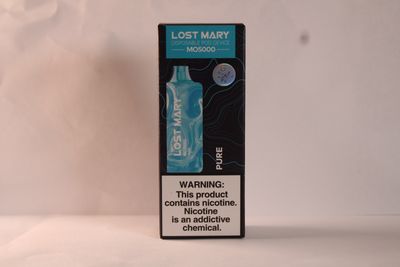 LOST MARY
DISPOSABLE POD DEVICE
MO5000
LOST MARY
PURE
WARNING:
This product
contains nicotine.
Nicotine
is an addictive
chemical.